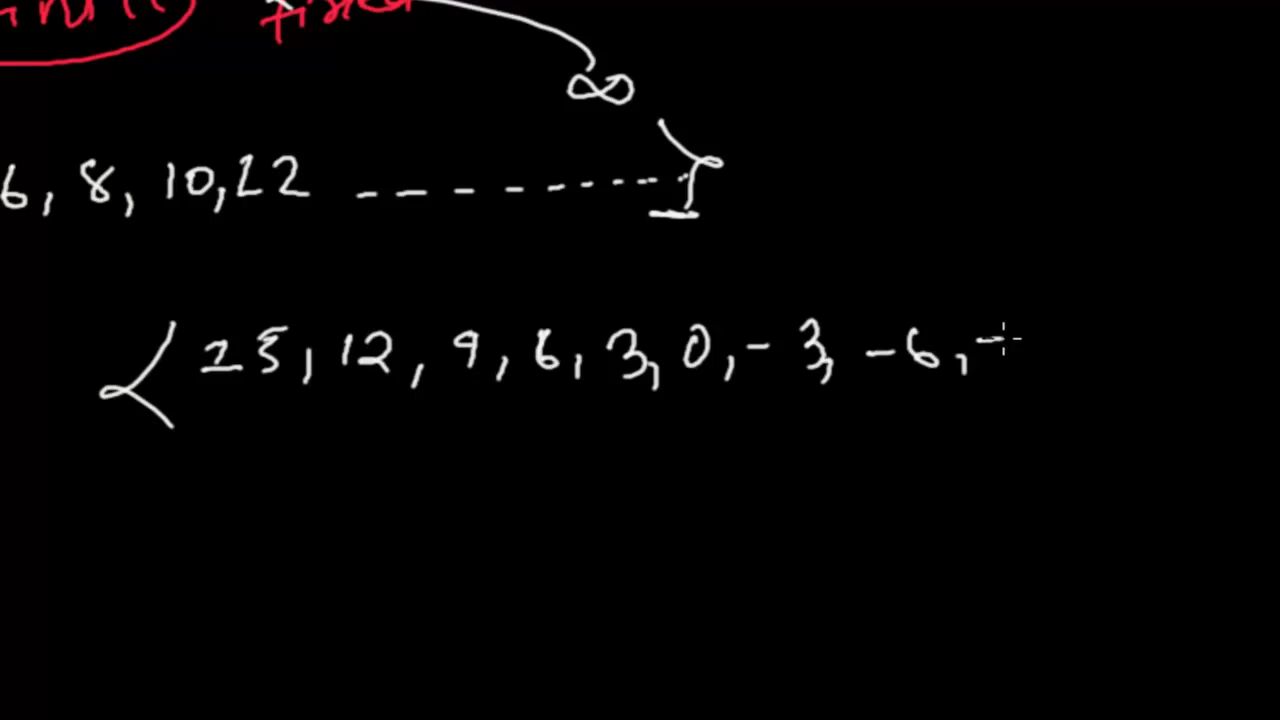 ∞
6, 8, 10, 12 - - - - - - - - - -
{ 15, 12, 9, 6, 3, 0, - 3, - 6, -